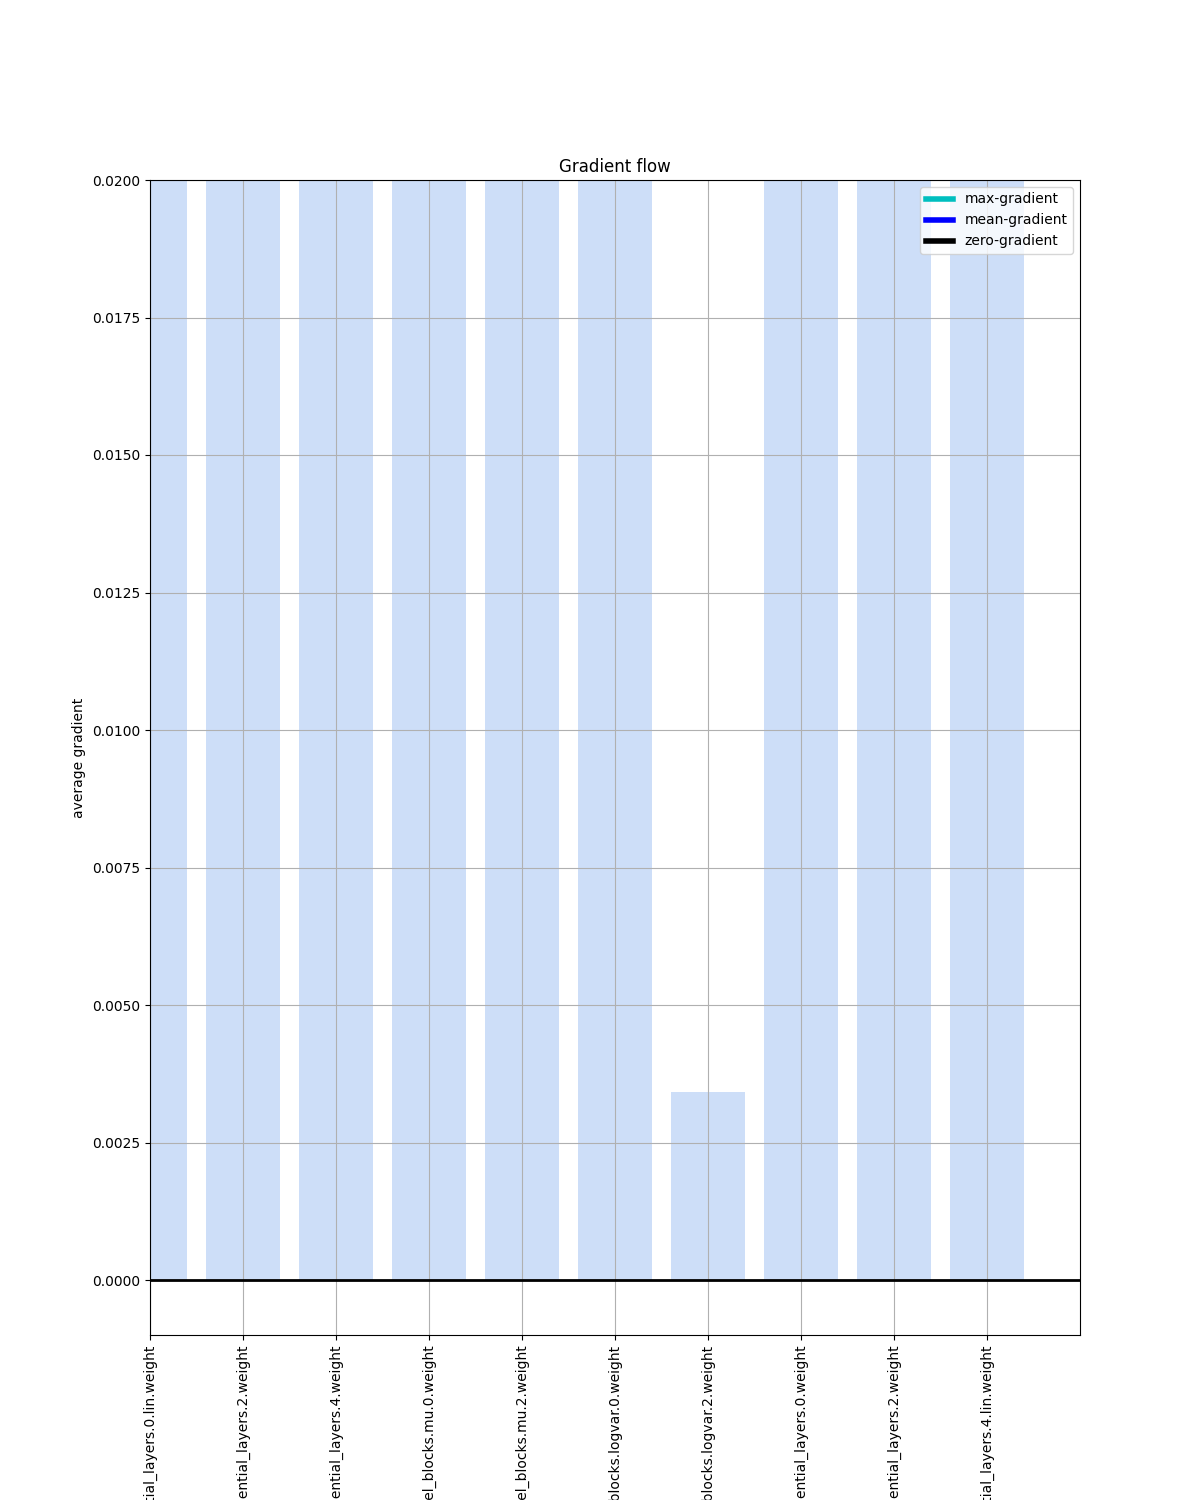 Gradient flow
0.0200
0.0175
0.0150
0.0125
0.0100
0.0075
0.0050
0.0025
0.0000
average gradient
max-gradient
mean-gradient
zero-gradient
tial_layers.0.lin.weight
ential_layers.2.weight
ential_layers.4.weight
el_blocks.mu.0.weight
el_blocks.mu.2.weight
blocks.logvar.0.weight
blocks.logvar.2.weight
ential_layers.0.weight
ential_layers.2.weight
tial_layers.4.lin.weight